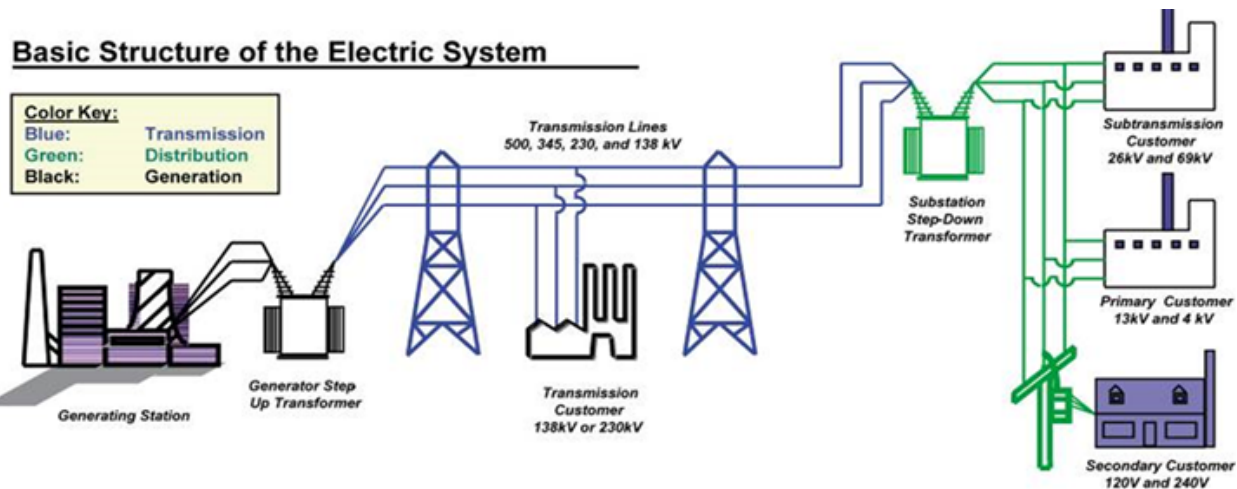 Basic Structure of the Electric System
Color Key:
Blue: Transmission
Green: Distribution
Black: Generation
Transmission Lines
500, 345, 230, and 138 kV
Subtransmission
Customer
26kV and 69kV
Substation
Step-Down
Transformer
Primary Customer
13kV and 4 kV
Generating Station
Generator Step
Up Transformer
Transmission
Customer
138kV or 230kV
Secondary Customer
120V and 240V